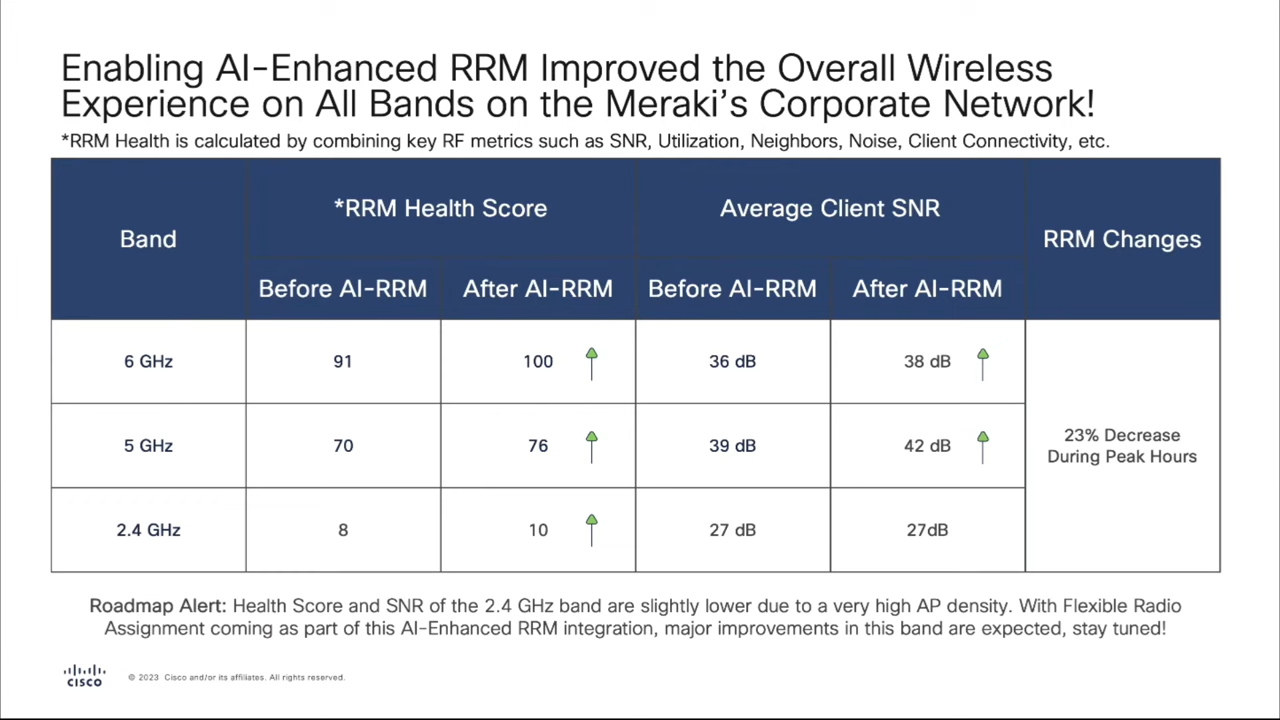 Enabling AI-Enhanced RRM Improved the Overall Wireless
Experience on All Bands on the Meraki's Corporate Network!
*RRM Health is calculated by combining key RF metrics such as SNR, Utilization, Neighbors, Noise, Client Connectivity, etc.
Band
*RRM Health Score
Average Client SNR
RRM Changes
Before AI-RRM
After AI-RRM
Before AI-RRM
After AI-RRM
6 GHz
91
100
36 dB
38 dB
5 GHz
70
76
39 dB
42 dB
2.4 GHz
8
10
27 dB
27dB
23% Decrease
During Peak Hours
Roadmap Alert: Health Score and SNR of the 2.4 GHz band are slightly lower due to a very high AP density. With Flexible Radio
Assignment coming as part of this AI-Enhanced RRM integration, major improvements in this band are expected, stay tuned!
CISCO
© 2023 Cisco and/or its affiliates. All rights reserved.